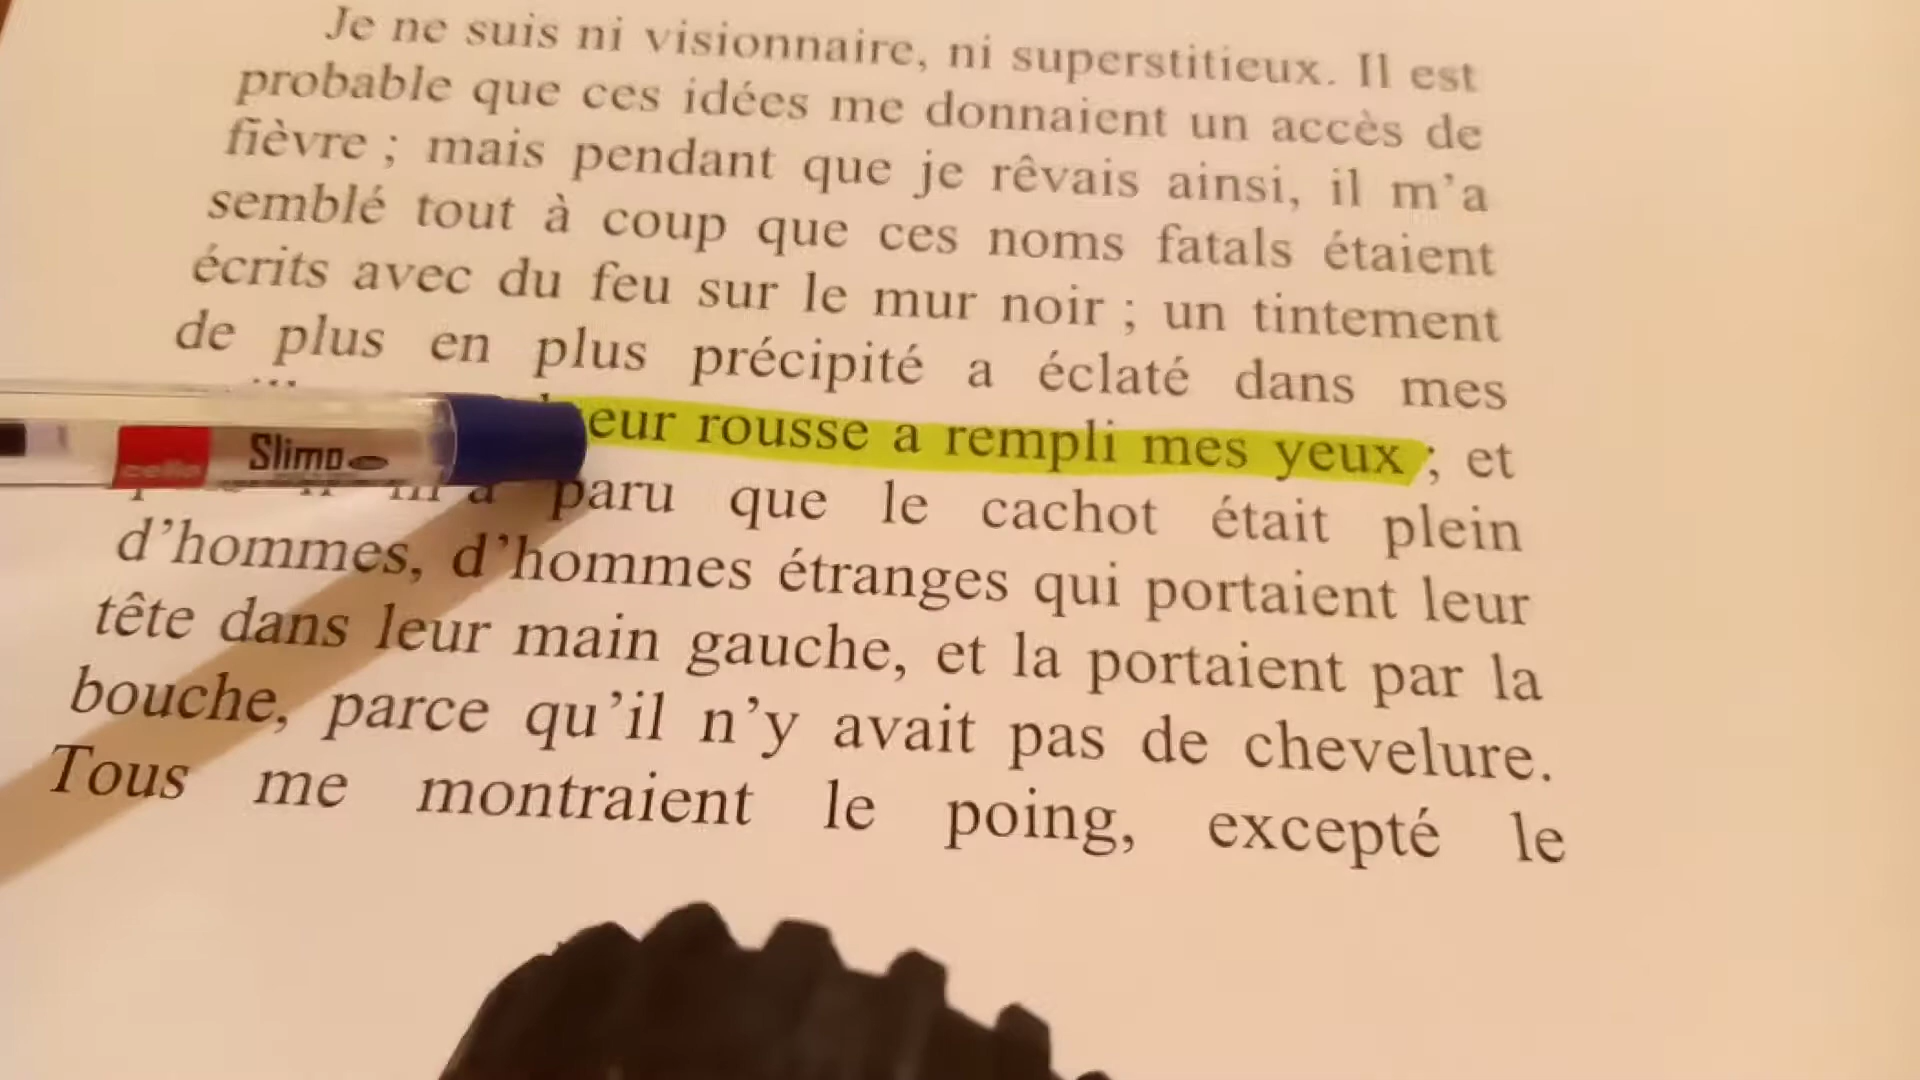 Je ne suis ni visionnaire, ni superstitieux. Il est
probable que ces idées me donnaient un accès de
fièvre ; mais pendant que je rêvais ainsi, il m'a
semblé tout à coup que ces noms fatals étaient
écrits avec du feu sur le mur noir ; un tintement
de plus en plus précipité a éclaté dans mes
eur rousse a rempli mes yeux ; et
m'a paru que le cachot était plein
d'hommes, d'hommes étranges qui portaient leur
tête dans leur main gauche, et la portaient par la
bouche, parce qu'il n'y avait pas de chevelure.
Tous me montraient le poing, excepté le
cello Slimo